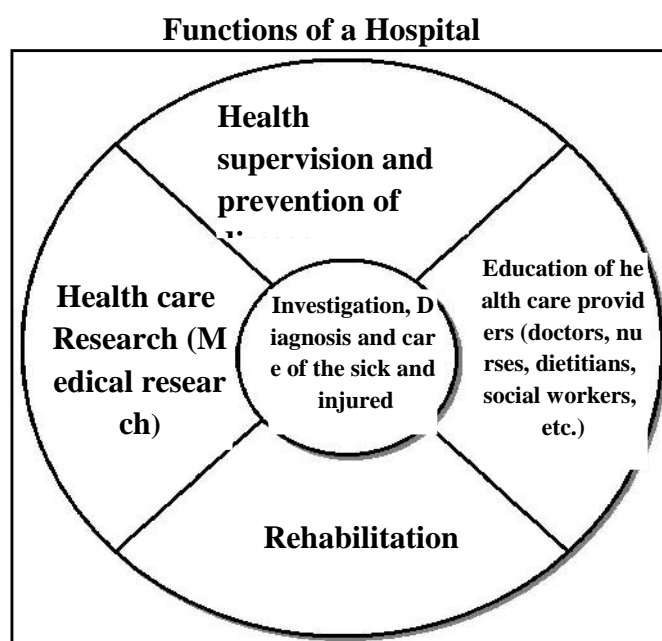 Functions of a Hospital
Health
supervision and
prevention of
Health care
Research (M
edical resear
ch)
Investigation, D
iagnosis and car
e of the sick and
injured
Education of he
alth care provid
ers (doctors, nu
rses, dietitians,
social workers,
etc.)
Rehabilitation